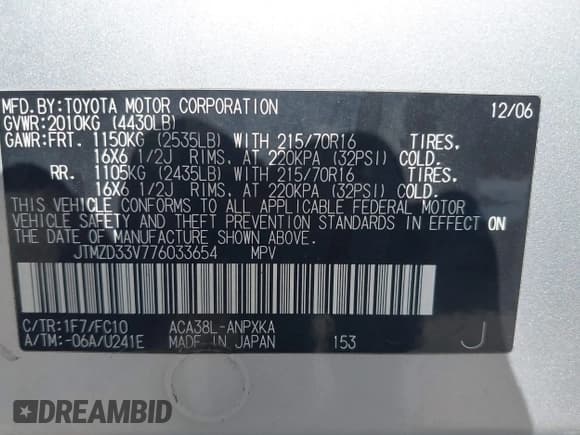 MFD.BY:TOYOTA MOTOR CORPORATION 12/06
GVWR:2010KG (4430LB)
GAWR:FRT. 1150KG (2535LB) WITH 215/70R16 TIRES.
16X6 1/2J RIMS. AT 220KPA (32PSI) COLD.
RR. 1105KG (2435LB) WITH 215/70R16 TIRES.
16X6 1/2J RIMS. AT 220KPA (32PSI) COLD.
THIS VEHICLE CONFORMS TO ALL APPLICABLE FEDERAL MOTOR
VEHICLE SAFETY AND THEFT PREVENTION STANDARDS IN EFFECT ON
THE DATE OF MANUFACTURE SHOWN ABOVE.
JTMZD33V776033654 MPV
C/TR:1F7/FC10 ACA38L-ANPXKA
A/TM:-06A/U241E MADE IN JAPAN 153 J
DREAMBID